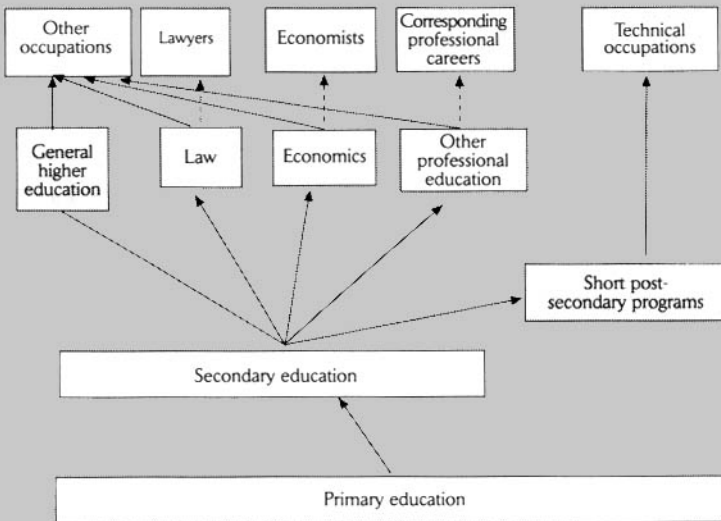 Other
occupations
Lawyers
Economists
Corresponding
professional
careers
Technical
occupations
General
higher
education
Law
Economics
Other
professional
education
Short post-
secondary programs
Secondary education
Primary education